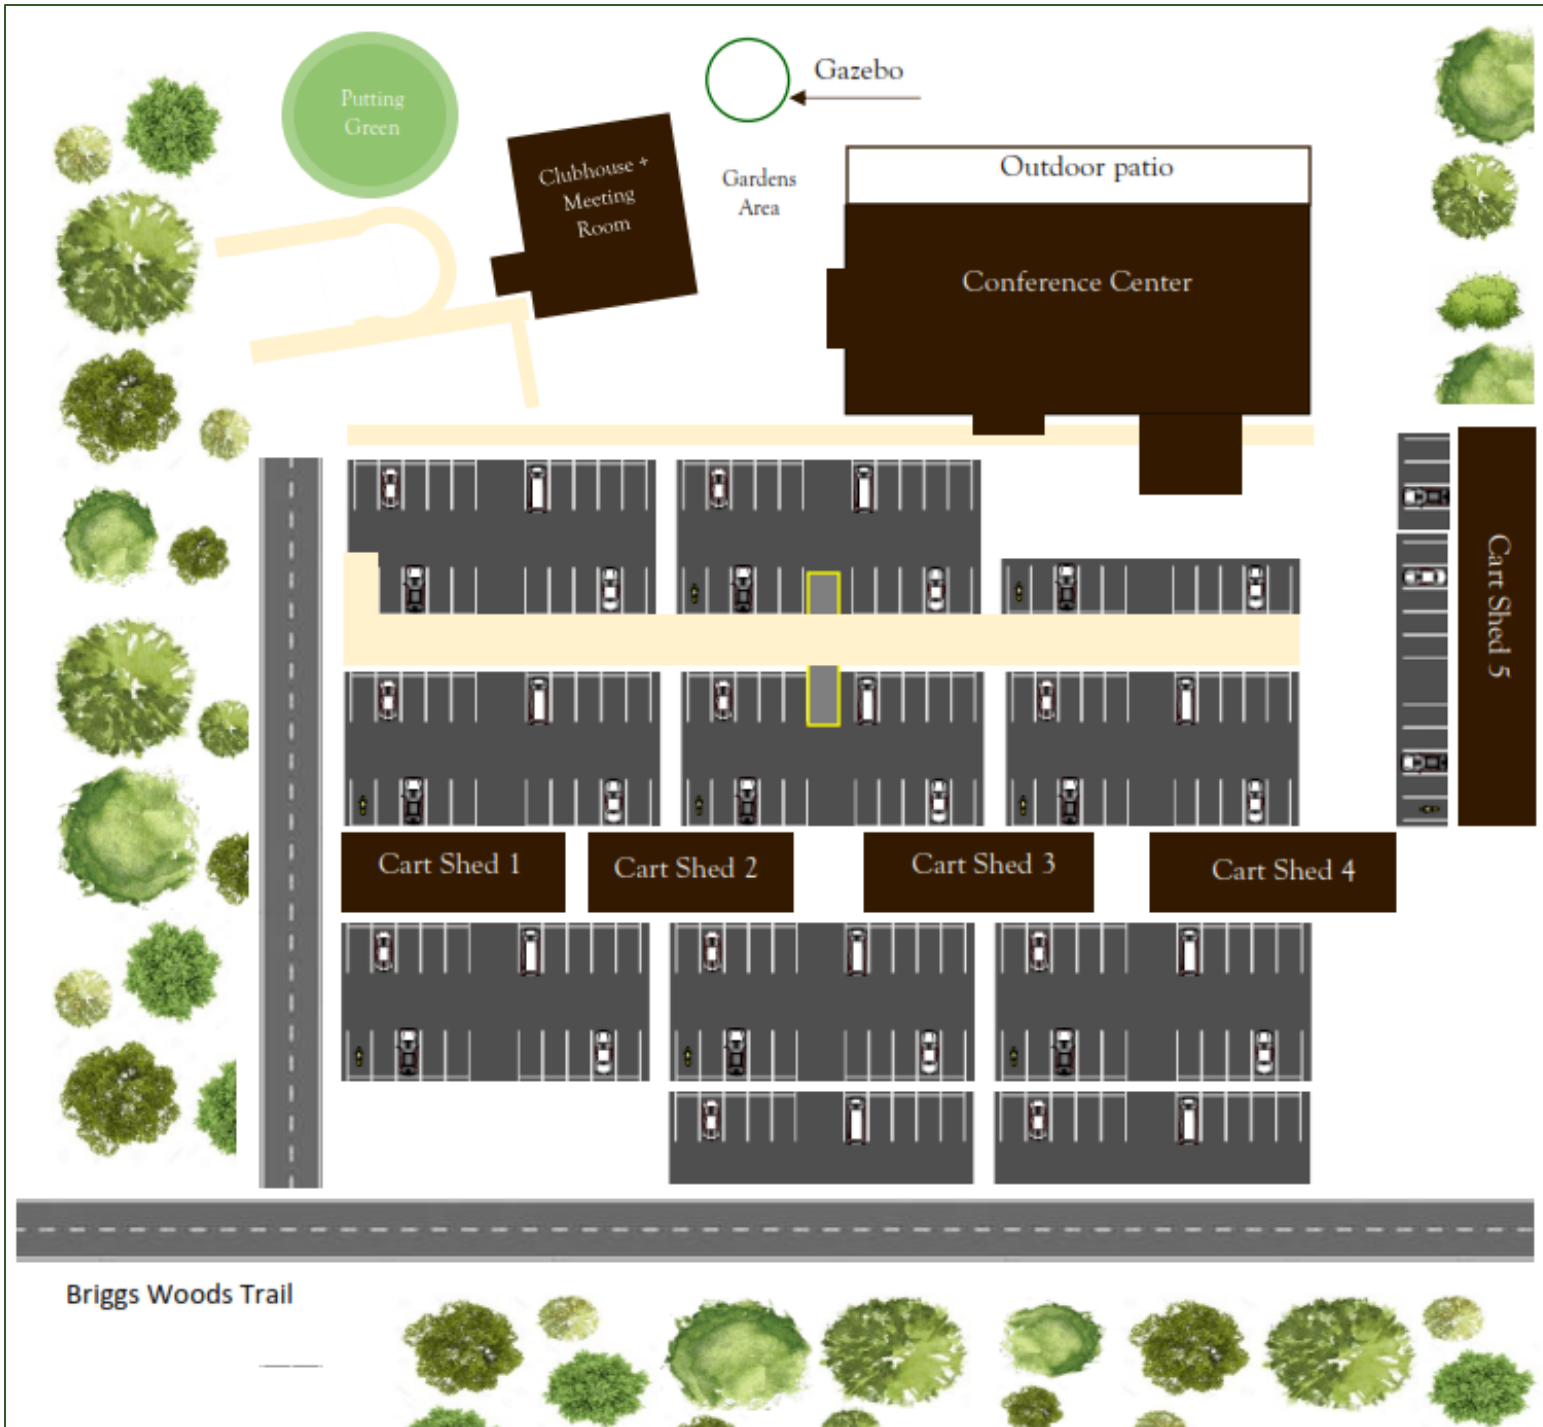 Gazebo
Putting
Green
Clubhouse +
Meeting
Room
Gardens
Area
Outdoor patio
Conference Center
Cart Shed 5
Cart Shed 1
Cart Shed 2
Cart Shed 3
Cart Shed 4
Briggs Woods Trail